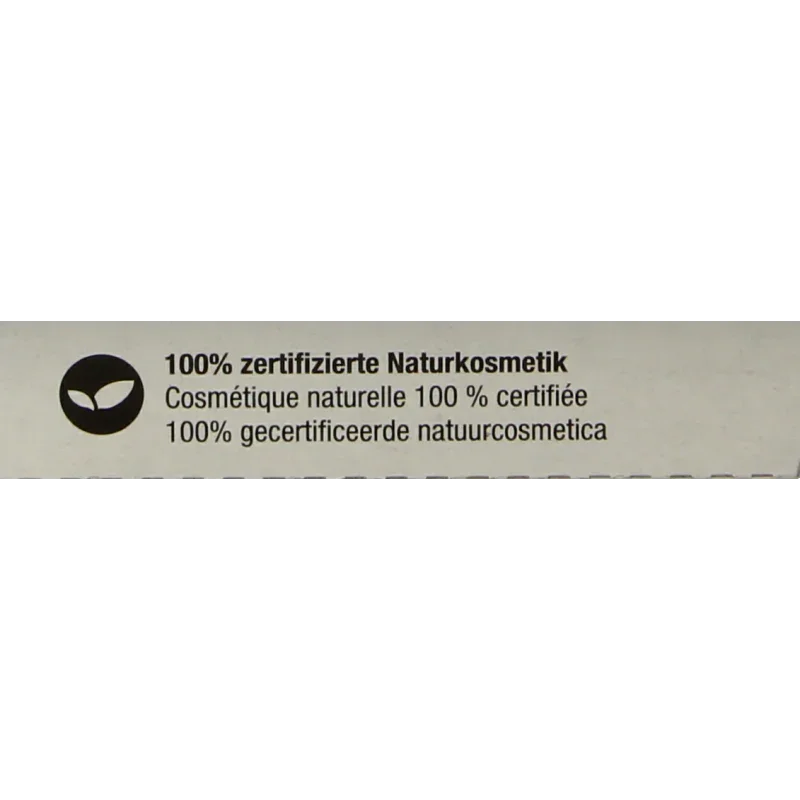 100% zertifizierte Naturkosmetik
Cosmétique naturelle 100 % certifiée
100% gecertificeerde natuurcosmetica